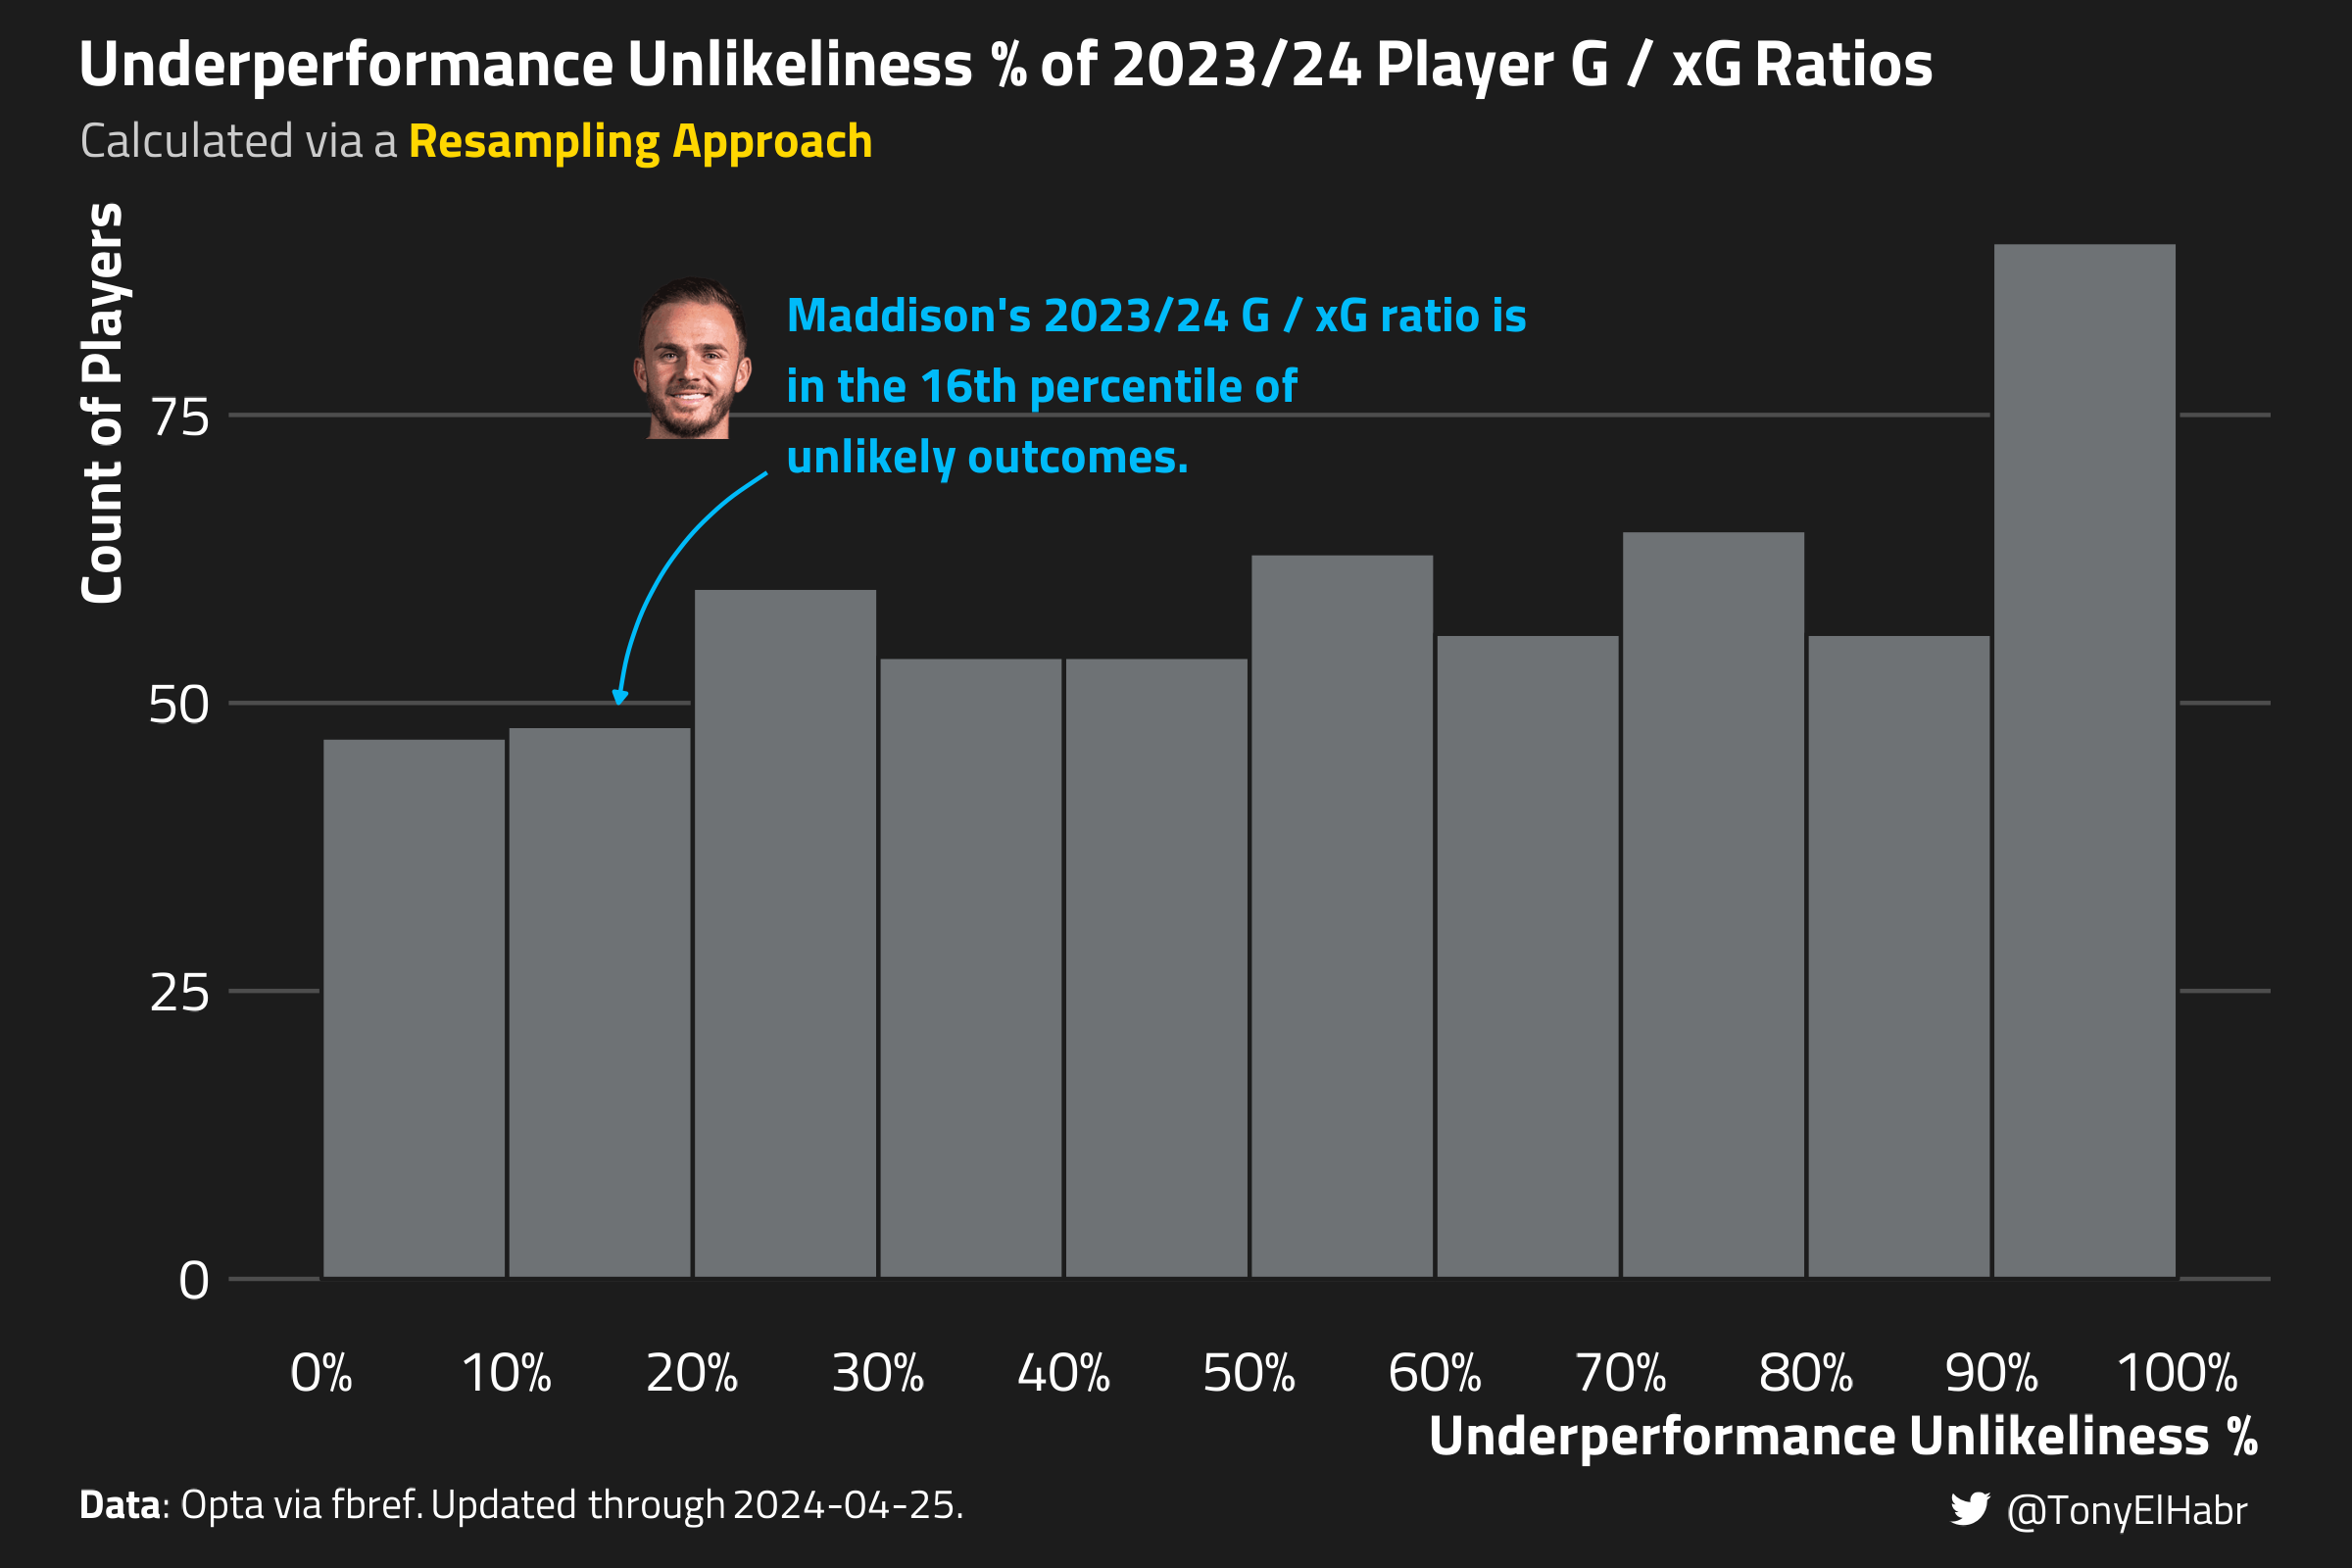 Underperformance Unlikeliness % of 2023/24 Player G / xG Ratios
Calculated via a Resampling Approach
Count of Players
Maddison's 2023/24 G / xG ratio is
in the 16th percentile of
unlikely outcomes.
75
50
25
0
0% 10% 20% 30% 40% 50% 60% 70% 80% 90% 100%
Underperformance Unlikeliness %
Data: Opta via fbref. Updated through 2024-04-25.
@TonyElHabr